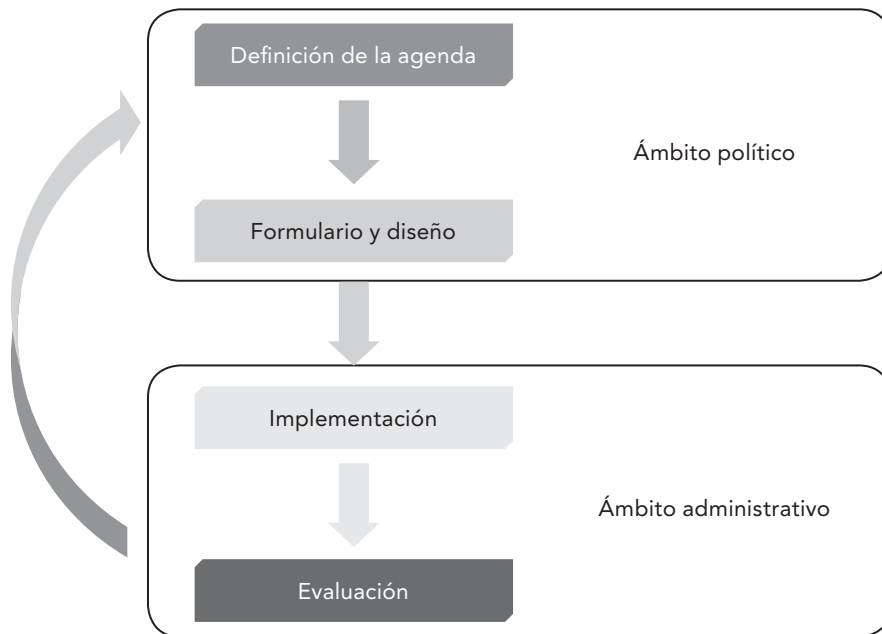 Definición de la agenda
Ámbito político
Formulario y diseño
Implementación
Ámbito administrativo
Evaluación